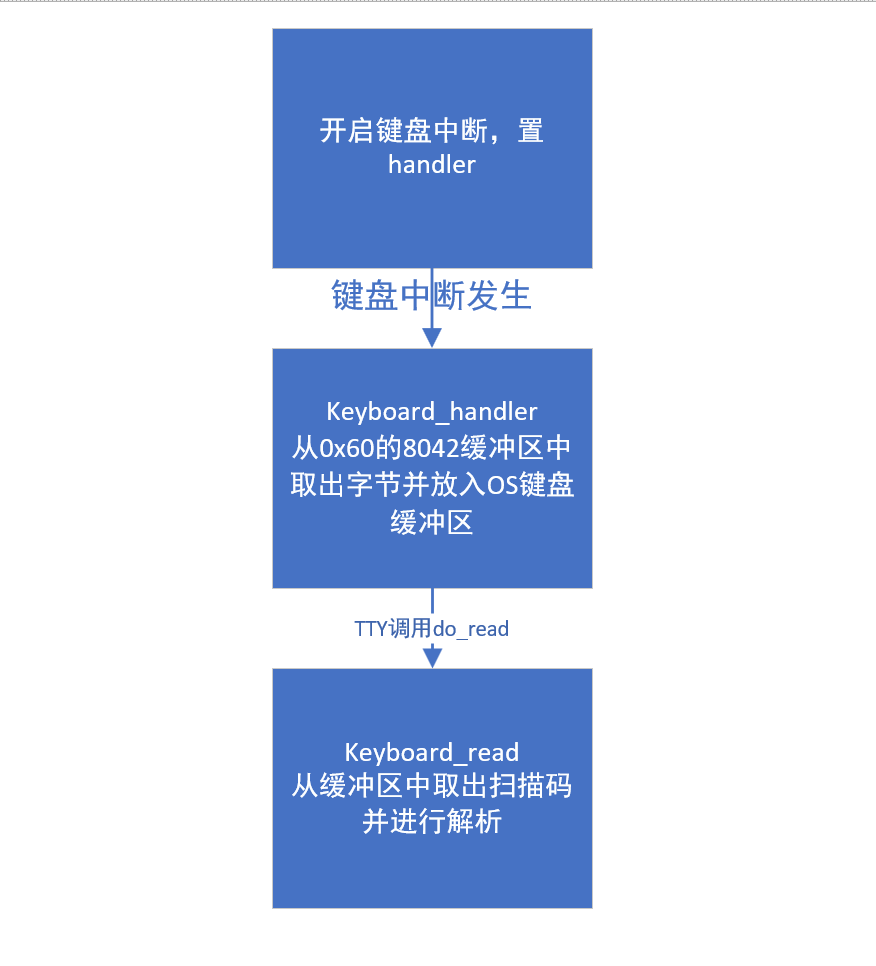 开启键盘中断，置
handler
键盘中断发生
Keyboard_handler
从0x60的8042缓冲区中
取出字节并放入OS键盘
缓冲区
TTY调用do_read
Keyboard_read
从缓冲区中取出扫描码
并进行解析